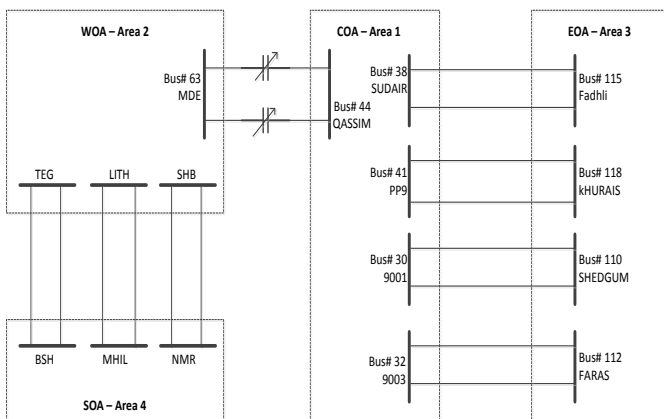 WOA – Area 2
COA – Area 1
EOA – Area 3
Bus# 63
MDE
Bus# 44
QASSIM
Bus# 38
SUDAIR
Bus# 115
Fadhli
Bus# 41
PP9
Bus# 118
kHURAIS
TEG
LITH
SHB
Bus# 30
9001
Bus# 110
SHEDGUM
BSH
MHIL
NMR
Bus# 32
9003
Bus# 112
FARAS
SOA – Area 4